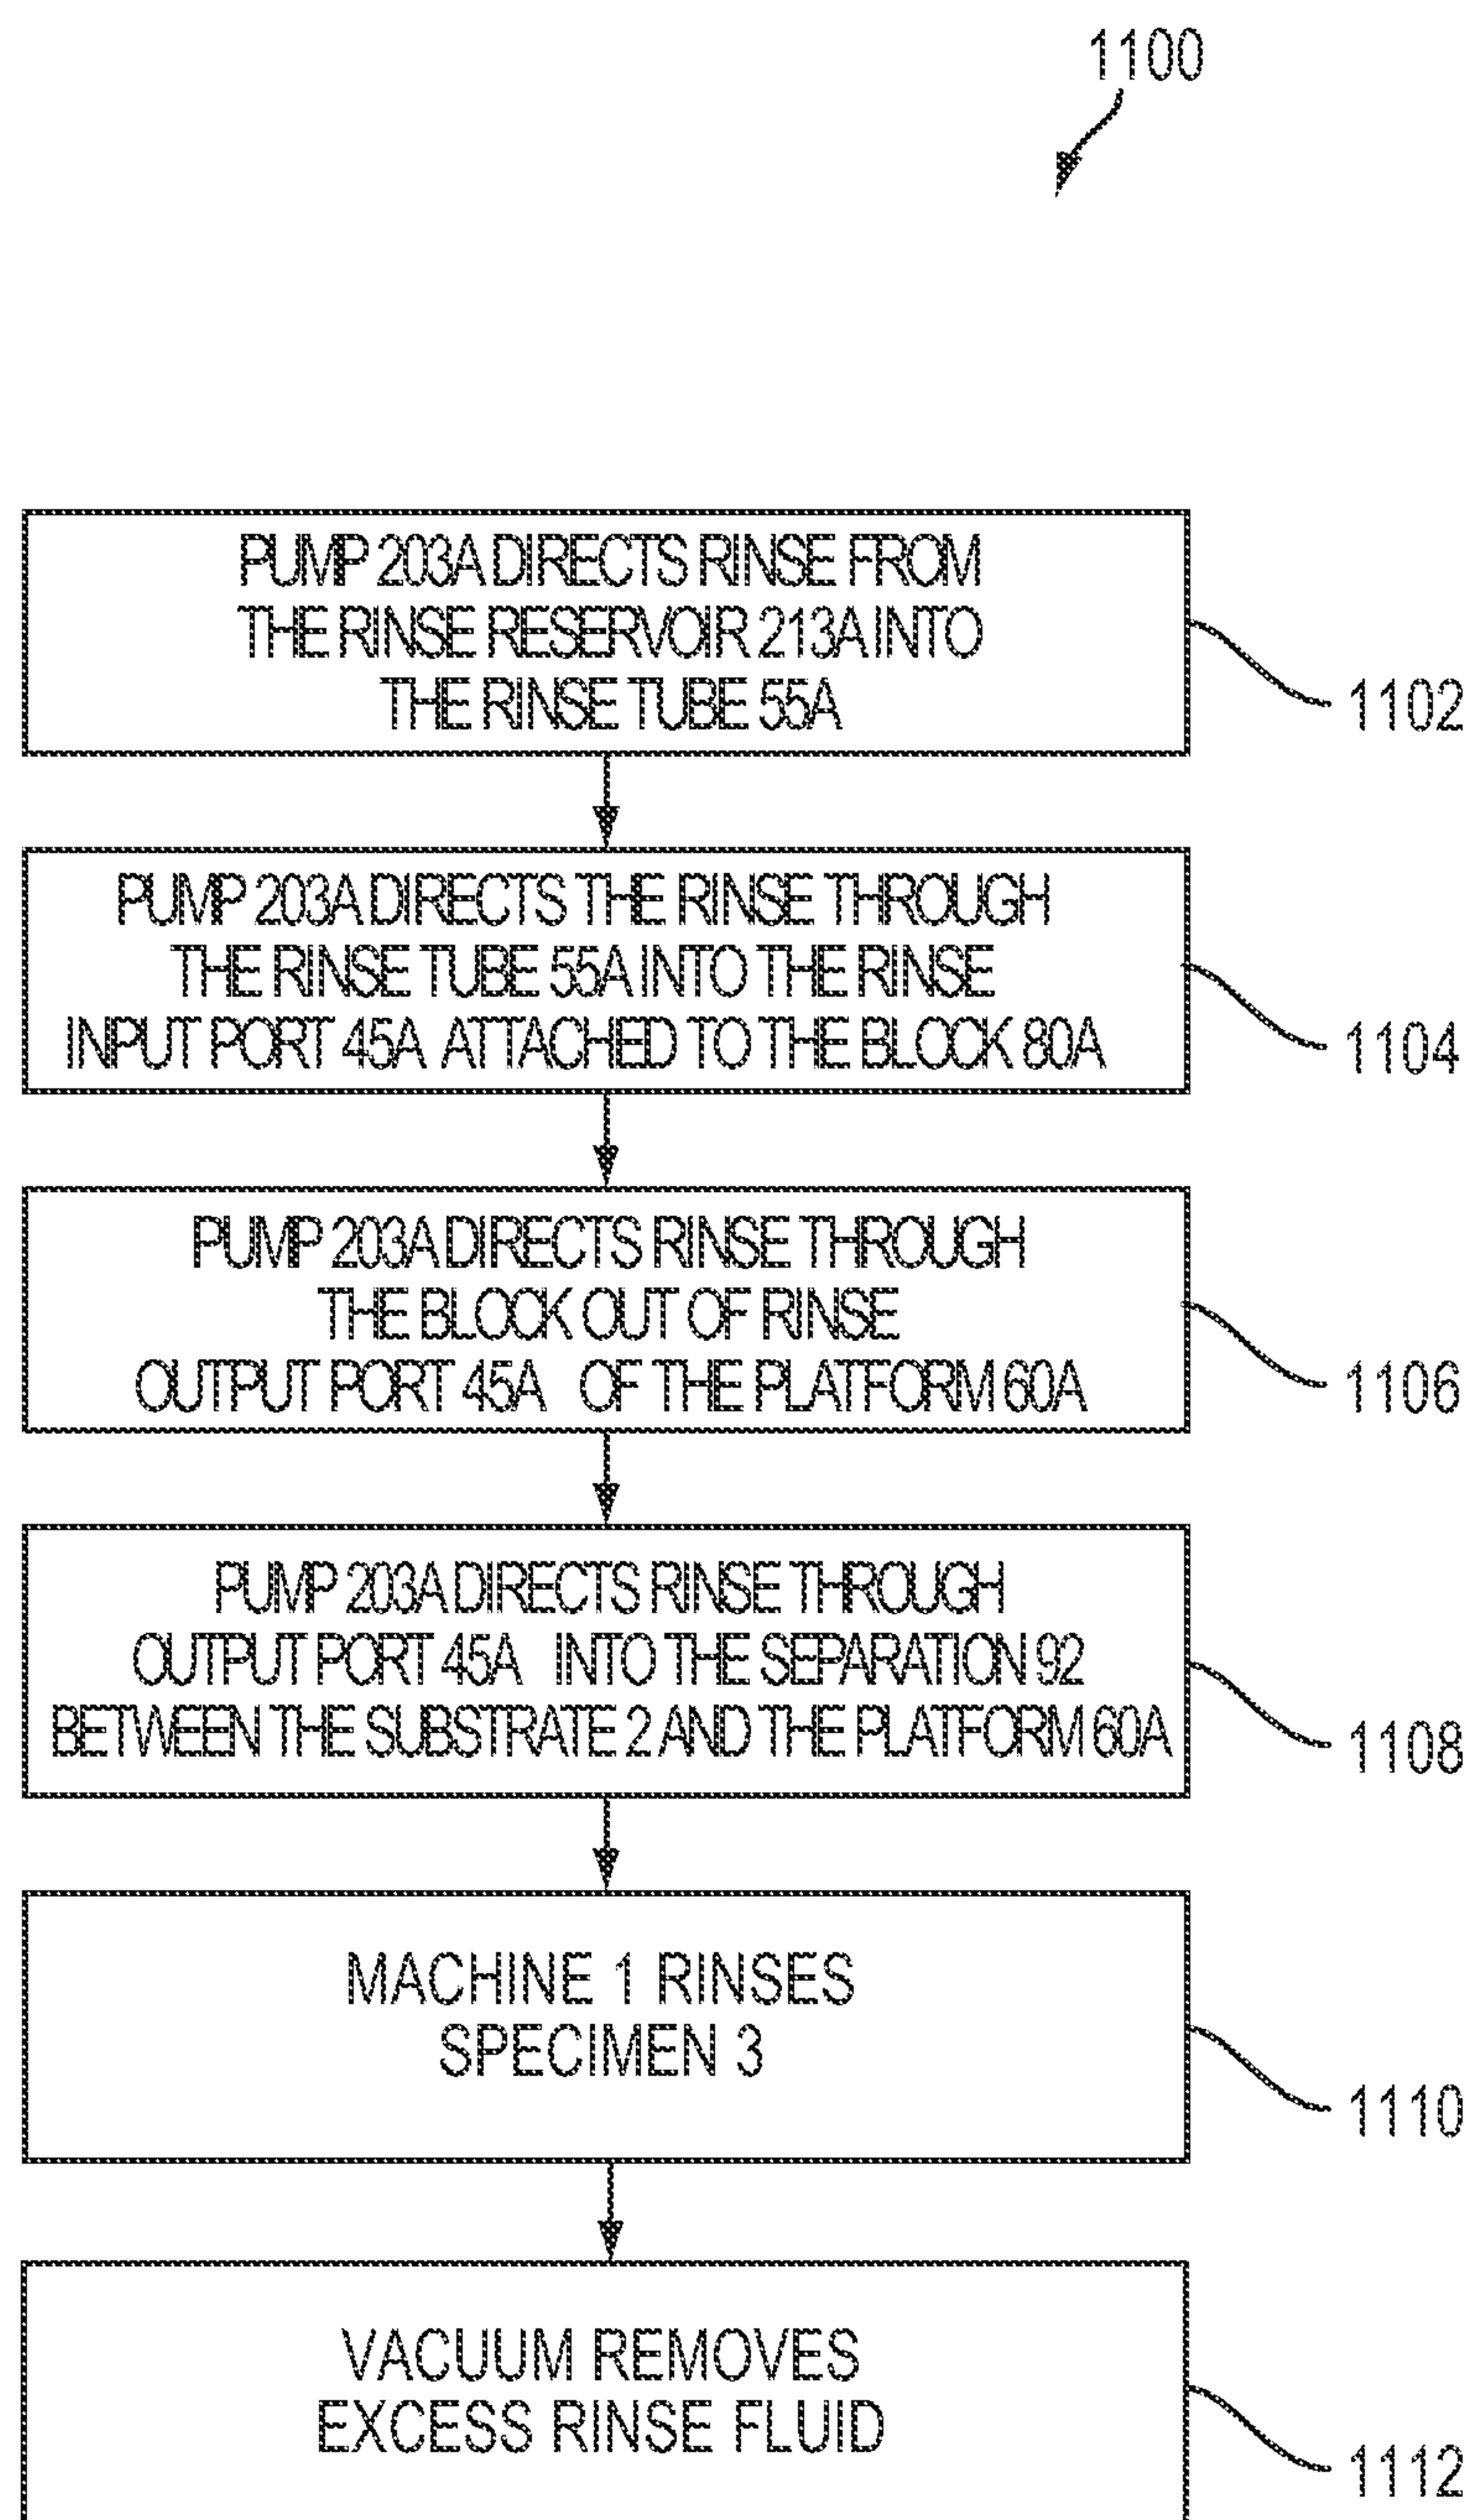 1100
PUMP 203A DIRECTS RINSE FROM
THE RINSE RESERVOIR 213A INTO
THE RINSE TUBE 55A
1102
PUMP 203A DIRECTS THE RINSE THROUGH
THE RINSE TUBE 55A INTO THE RINSE
INPUT PORT 45A ATTACHED TO THE BLOCK 80A
1104
PUMP 203A DIRECTS RINSE THROUGH
THE BLOCK OUT OF RINSE
OUTPUT PORT 45A OF THE PLATFORM 60A
1106
PUMP 203A DIRECTS RINSE THROUGH
OUTPUT PORT 45A INTO THE SEPARATION 92
BETWEEN THE SUBSTRATE 2 AND THE PLATFORM 60A
1108
MACHINE 1 RINSES
SPECIMEN 3
1110
VACUUM REMOVES
EXCESS RINSE FLUID
1112